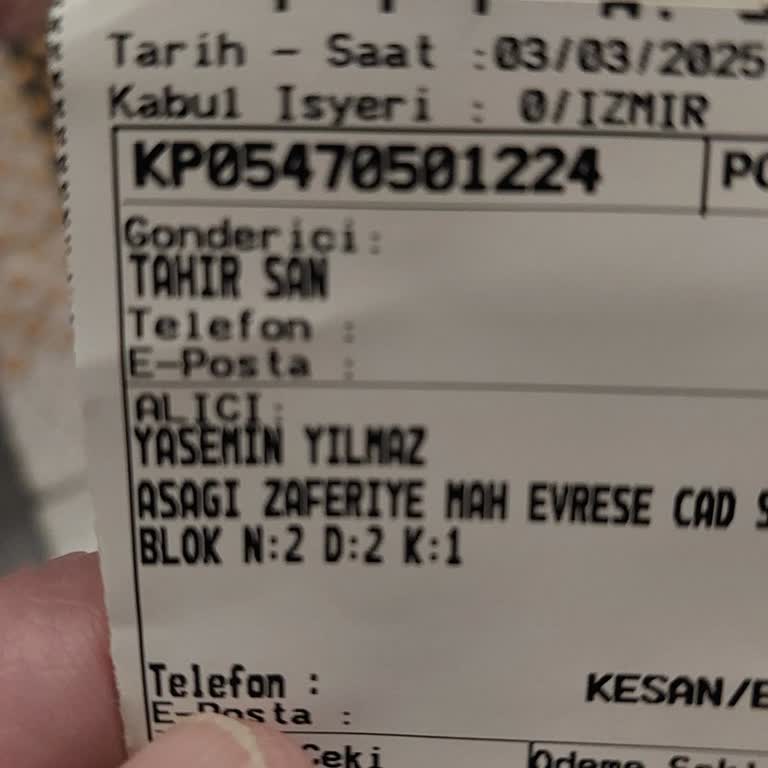 Tarih - Saat :03/03/2025
Kabul Isyeri : 0/IZMIR
KP05470501224
Gonderici:
TAHIR SAN
Telefon :
E-Posta :
ALICI:
YASEMIN YILMAZ
ASAGI ZAFERIYE MAH EVRESE CAD
BLOK N:2 D:2 K:1
Telefon :
KESAN/E
E-Posta :